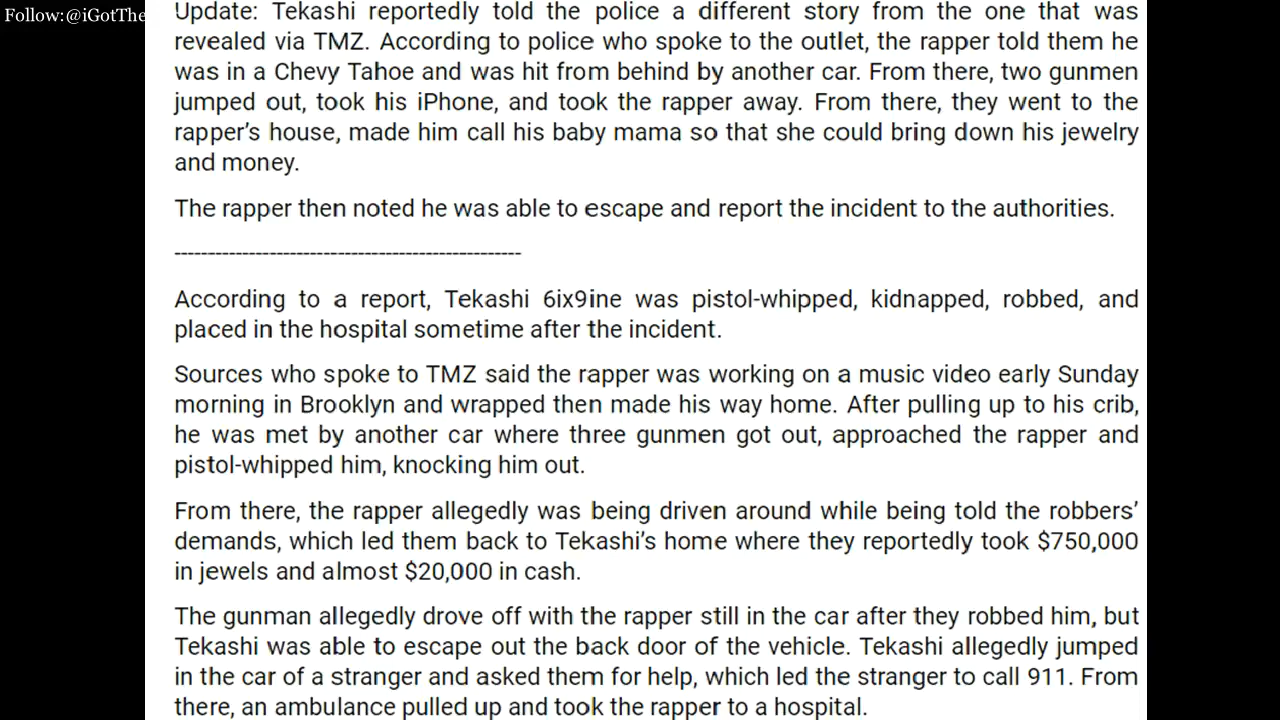 Follow:@iGotThe
Update: Tekashi reportedly told the police a different story from the one that was
revealed via TMZ. According to police who spoke to the outlet, the rapper told them he
was in a Chevy Tahoe and was hit from behind by another car. From there, two gunmen
jumped out, took his iPhone, and took the rapper away. From there, they went to the
rapper’s house, made him call his baby mama so that she could bring down his jewelry
and money.
The rapper then noted he was able to escape and report the incident to the authorities.
----------------------------------------------------
According to a report, Tekashi 6ix9ine was pistol-whipped, kidnapped, robbed, and
placed in the hospital sometime after the incident.
Sources who spoke to TMZ said the rapper was working on a music video early Sunday
morning in Brooklyn and wrapped then made his way home. After pulling up to his crib,
he was met by another car where three gunmen got out, approached the rapper and
pistol-whipped him, knocking him out.
From there, the rapper allegedly was being driven around while being told the robbers’
demands, which led them back to Tekashi’s home where they reportedly took $750,000
in jewels and almost $20,000 in cash.
The gunman allegedly drove off with the rapper still in the car after they robbed him, but
Tekashi was able to escape out the back door of the vehicle. Tekashi allegedly jumped
in the car of a stranger and asked them for help, which led the stranger to call 911. From
there, an ambulance pulled up and took the rapper to a hospital.